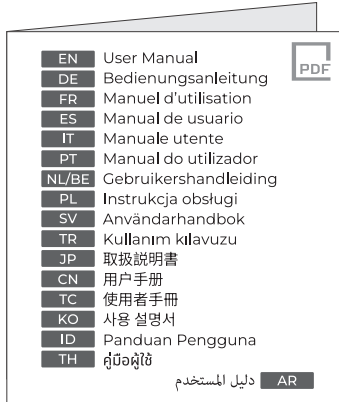 PDF
EN User Manual
DE Bedienungsanleitung
FR Manuel d'utilisation
ES Manual de usuario
IT Manuale utente
PT Manual do utilizador
NL/BE Gebruikershandleiding
PL Instrukcja obsługi
SV Användarhandbok
TR Kullanım kılavuzu
JP 取扱説明書
CN 用户手册
TC 使用者手冊
KO 사용 설명서
ID Panduan Pengguna
TH คู่มือผู้ใช้
AR دليل المستخدم